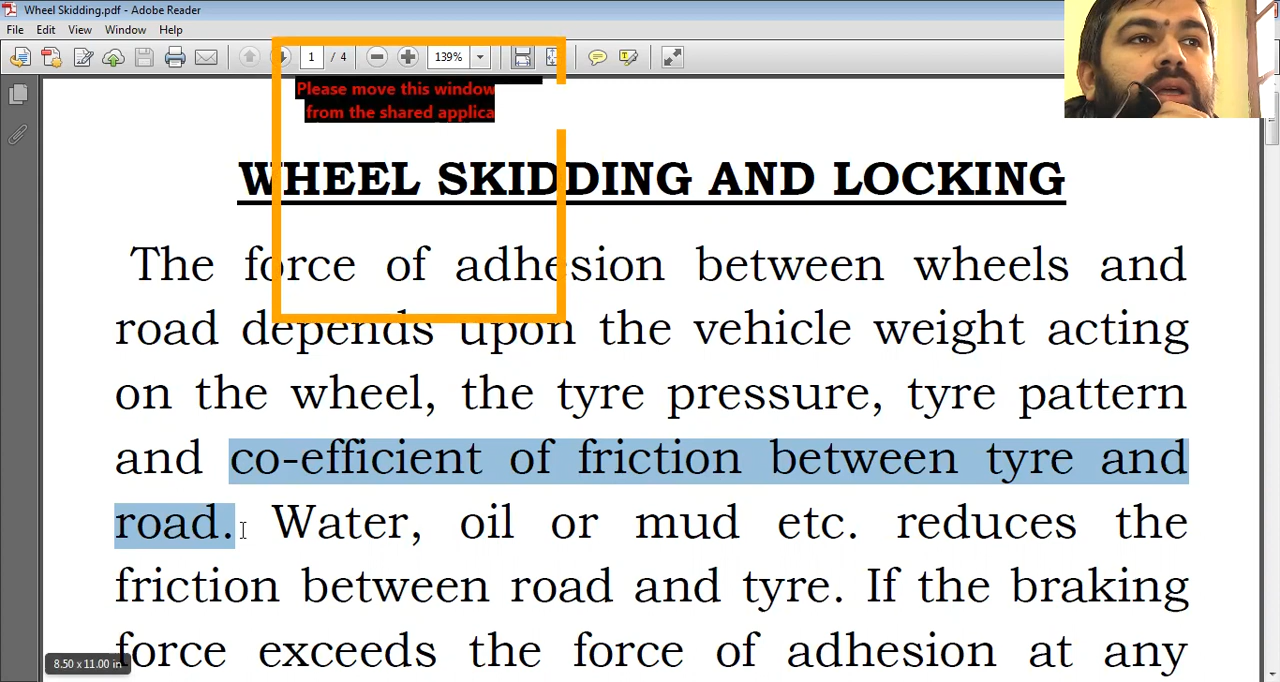 Wheel Skidding.pdf - Adobe Reader
File Edit View Window Help
1 / 4 139%
Please move this window
from the shared applica
WHEEL SKIDDING AND LOCKING
The force of adhesion between wheels and
road depends upon the vehicle weight acting
on the wheel, the tyre pressure, tyre pattern
and co-efficient of friction between tyre and
road. Water, oil or mud etc. reduces the
friction between road and tyre. If the braking
force exceeds the force of adhesion at any
8.50 x 11.00 in